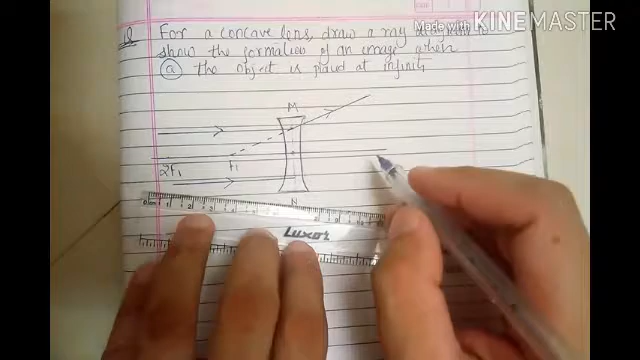 Made with KINEMASTER
Q For a concave lens, draw a ray to
show the formation of an image when
(a) the object is placed at infinity
M
2F1
F1
N
Luxor